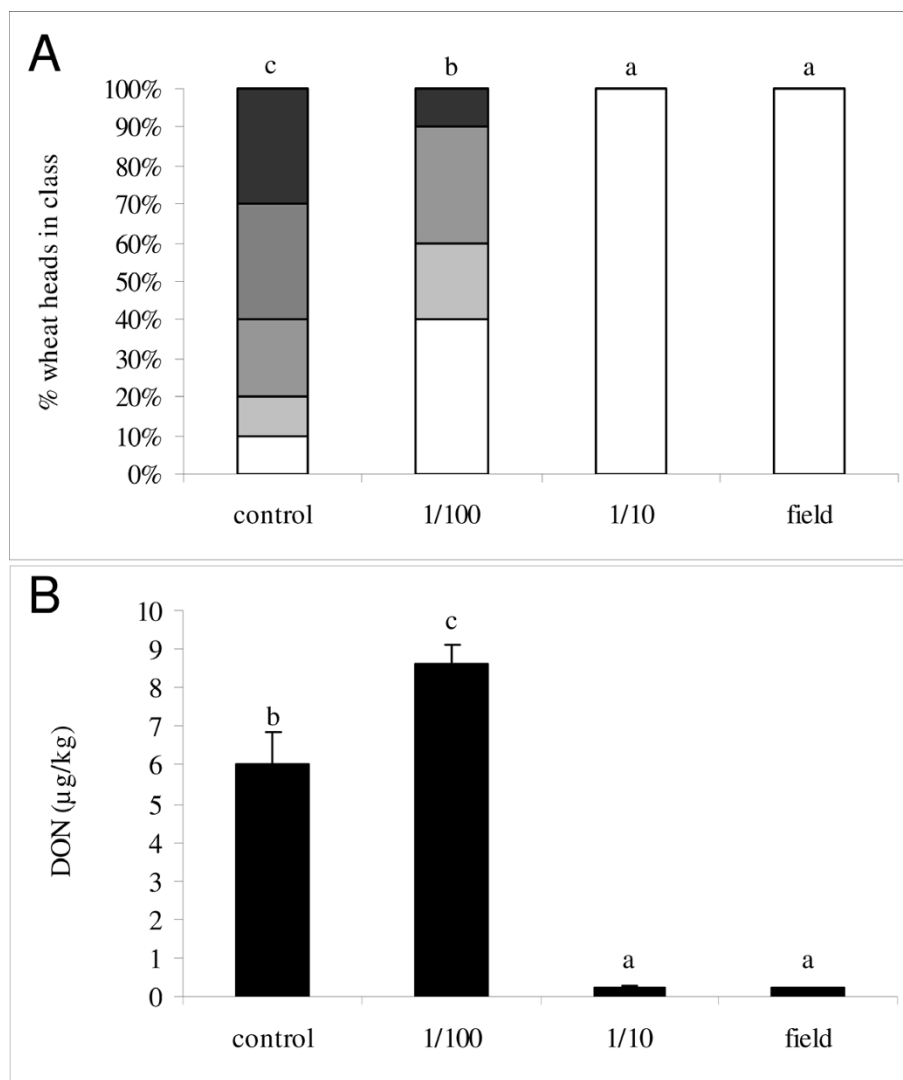 A
c b a a
100%
90%
80%
70%
60%
50%
40%
30%
20%
10%
0%
% wheat heads in class
control 1/100 1/10 field
B
10
9
8
7
6
5
4
3
2
1
0
DON (µg/kg)
b
c
a a
control 1/100 1/10 field